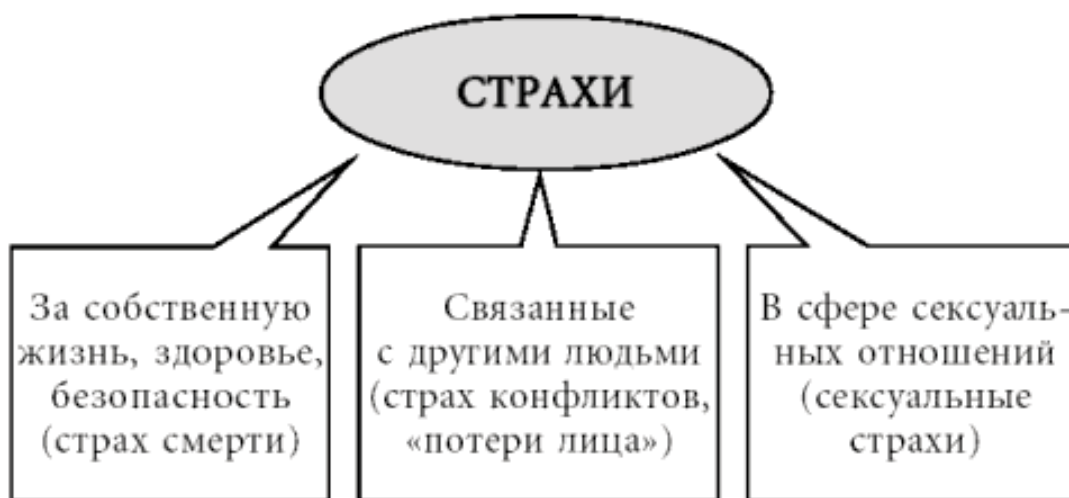 СТРАХИ
За собственную
жизнь, здоровье,
безопасность
(страх смерти)
Связанные
с другими людьми
(страх конфликтов,
«потери лица»)
В сфере сексуаль-
ных отношений
(сексуальные
страхи)